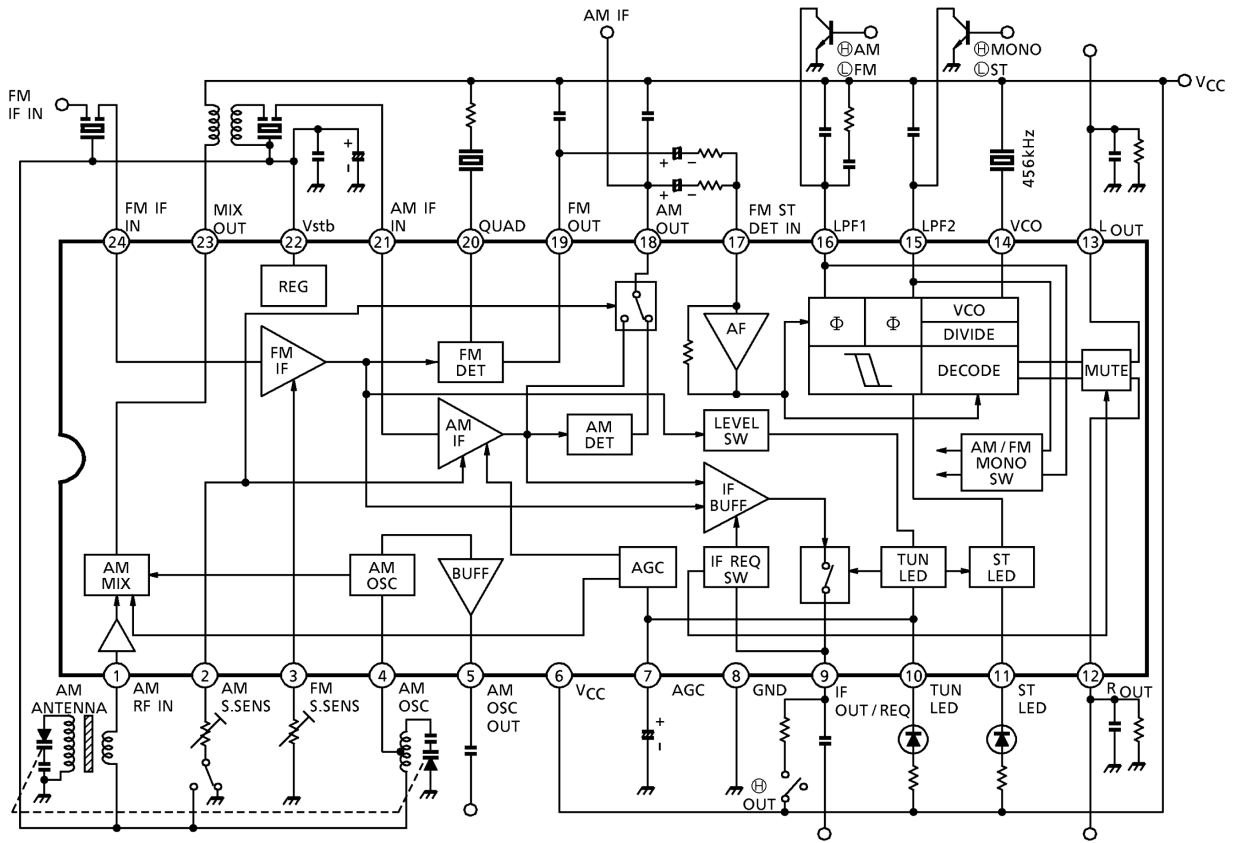 AM IF
Ⓗ AM
Ⓛ FM
Ⓗ MONO
Ⓛ ST
VCC
FM
IF IN
456kHz
FM IF
IN
24
MIX
OUT
23
Vstb
22
AM IF
IN
21
QUAD
20
FM
OUT
19
AM
OUT
18
FM ST
DET IN
17
LPF1
16
LPF2
15
VCO
14
L OUT
13
REG
FM
IF
FM
DET
AF
Φ
Φ
VCO
DIVIDE
DECODE
MUTE
AM
IF
AM
DET
LEVEL
SW
AM / FM
MONO
SW
IF
BUFF
AM
MIX
AM
OSC
BUFF
AGC
IF REQ
SW
TUN
LED
ST
LED
1
AM
RF IN
2
AM
S.SENS
3
FM
S.SENS
4
AM
OSC
5
AM
OSC
OUT
6
VCC
7
AGC
8
GND
9
IF
OUT / REQ
10
TUN
LED
11
ST
LED
12
R OUT
AM
ANTENNA
+
-
+
-
+
-
+
-
Ⓗ
OUT